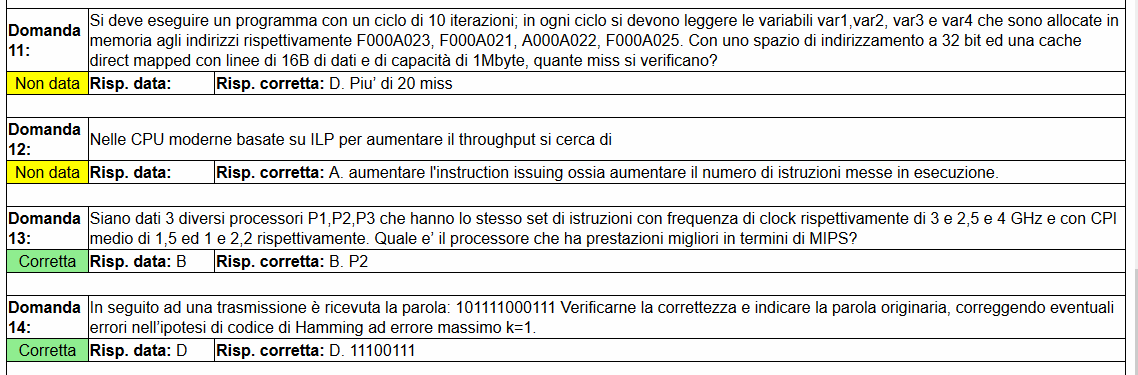 Domanda 11:
Si deve eseguire un programma con un ciclo di 10 iterazioni; in ogni ciclo si devono leggere le variabili var1,var2, var3 e var4 che sono allocate in
memoria agli indirizzi rispettivamente F000A023, F000A021, A000A022, F000A025. Con uno spazio di indirizzamento a 32 bit ed una cache
direct mapped con linee di 16B di dati e di capacità di 1Mbyte, quante miss si verificano?
Non data Risp. data: Risp. corretta: D. Piu' di 20 miss
Domanda 12:
Nelle CPU moderne basate su ILP per aumentare il throughput si cerca di
Non data Risp. data: Risp. corretta: A. aumentare l'instruction issuing ossia aumentare il numero di istruzioni messe in esecuzione.
Domanda 13:
Siano dati 3 diversi processori P1,P2,P3 che hanno lo stesso set di istruzioni con frequenza di clock rispettivamente di 3 e 2,5 e 4 GHz e con CPI
medio di 1,5 ed 1 e 2,2 rispettivamente. Quale e' il processore che ha prestazioni migliori in termini di MIPS?
Corretta Risp. data: B Risp. corretta: B. P2
Domanda 14:
In seguito ad una trasmissione è ricevuta la parola: 101111000111 Verificarne la correttezza e indicare la parola originaria, correggendo eventuali
errori nell'ipotesi di codice di Hamming ad errore massimo k=1.
Corretta Risp. data: D Risp. corretta: D. 11100111